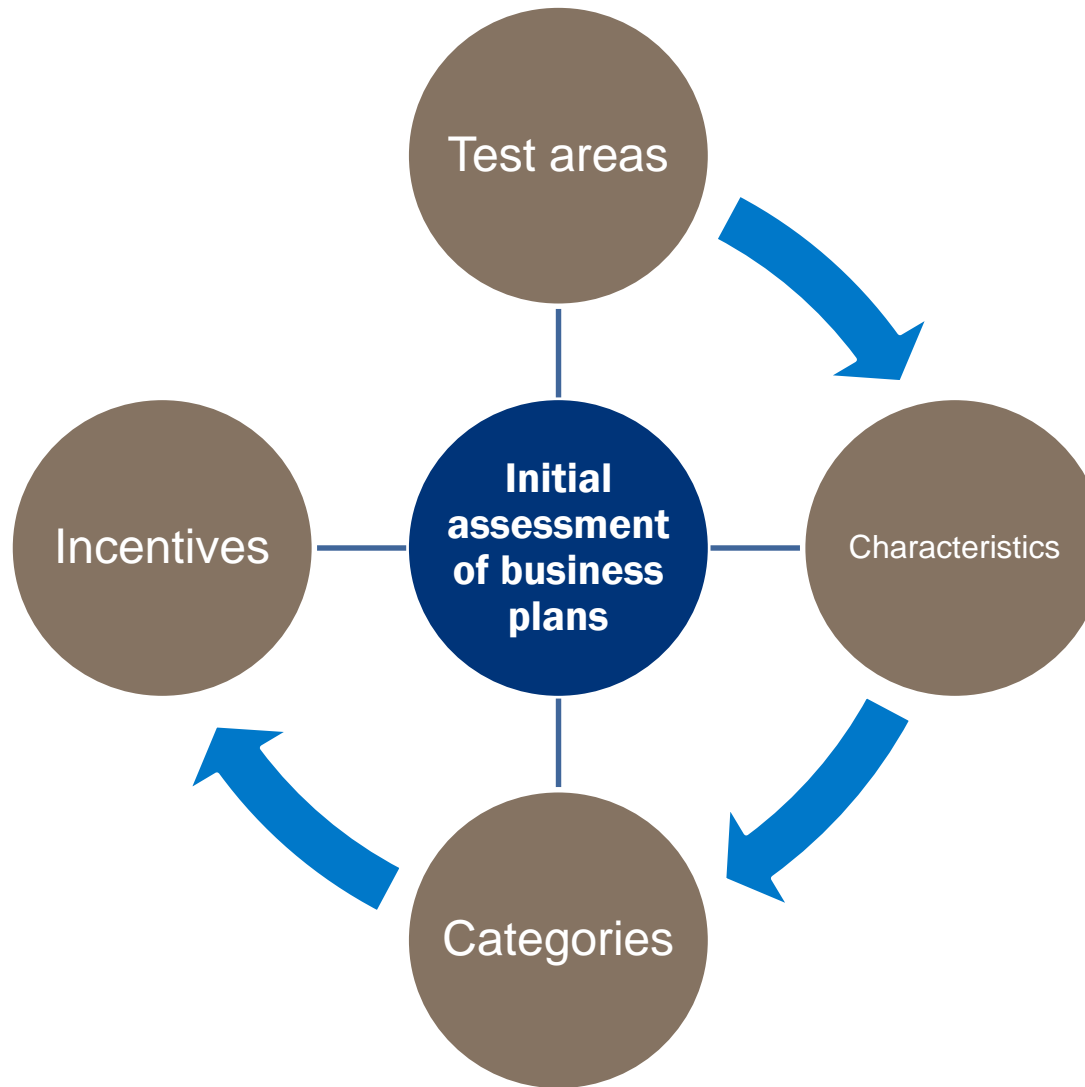 Test areas
Incentives
Initial
assessment
of business
plans
Characteristics
Categories